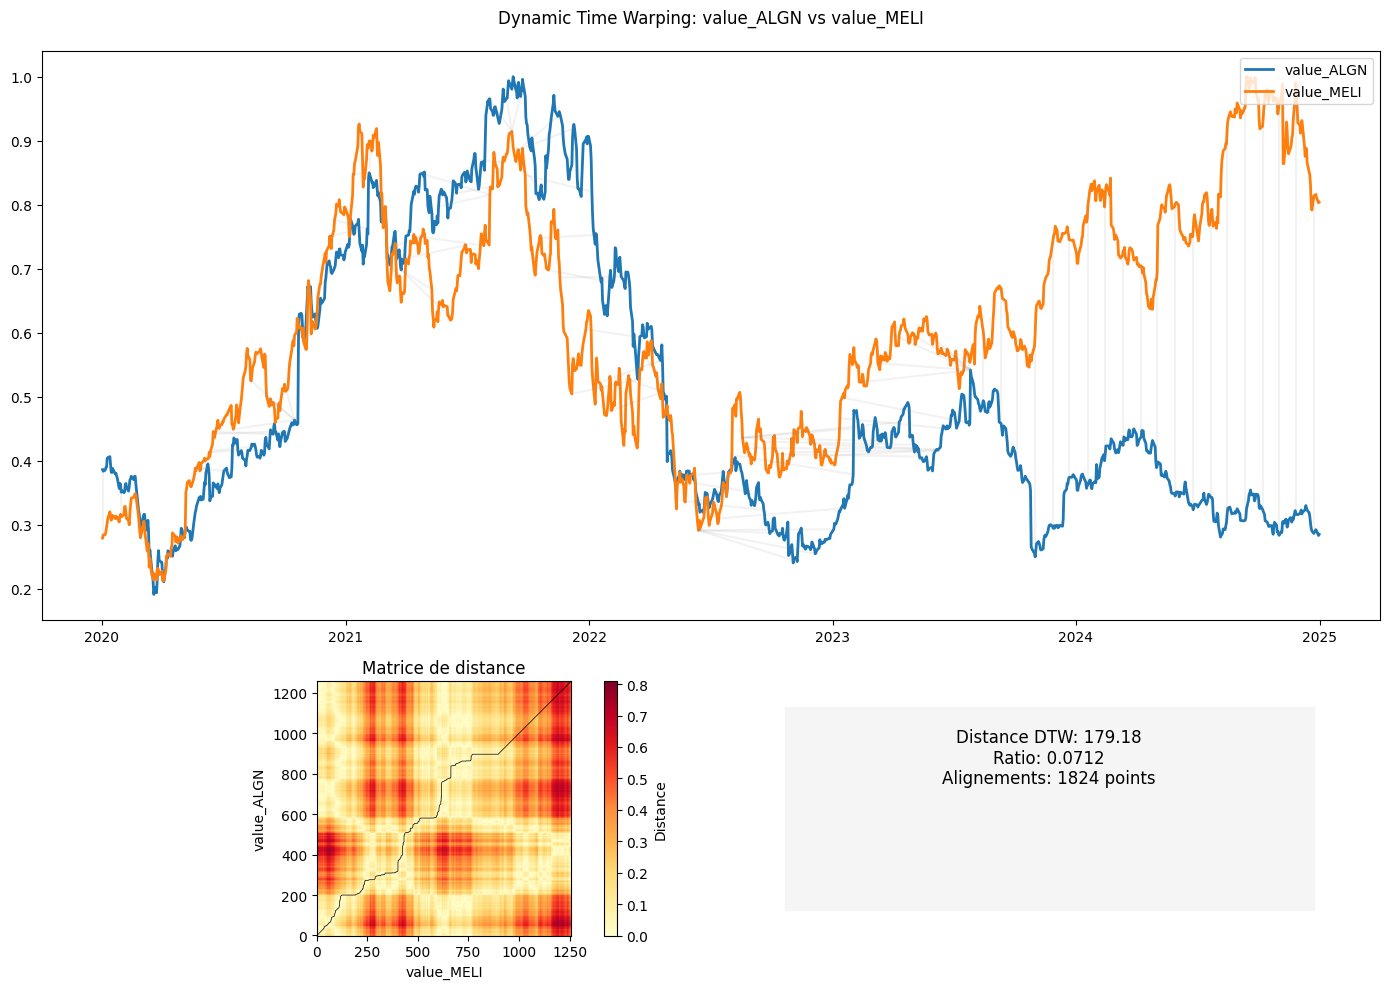 Dynamic Time Warping: value_ALGN vs value_MELI
value_ALGN
value_MELI
1.0
0.9
0.8
0.7
0.6
0.5
0.4
0.3
0.2
2020 2021 2022 2023 2024 2025
Matrice de distance
1200
1000
800
600
400
200
0
value_ALGN
0 250 500 750 1000 1250
value_MELI
0.8
0.7
0.6
0.5
0.4
0.3
0.2
0.1
0.0
Distance
Distance DTW: 179.18
Ratio: 0.0712
Alignements: 1824 points